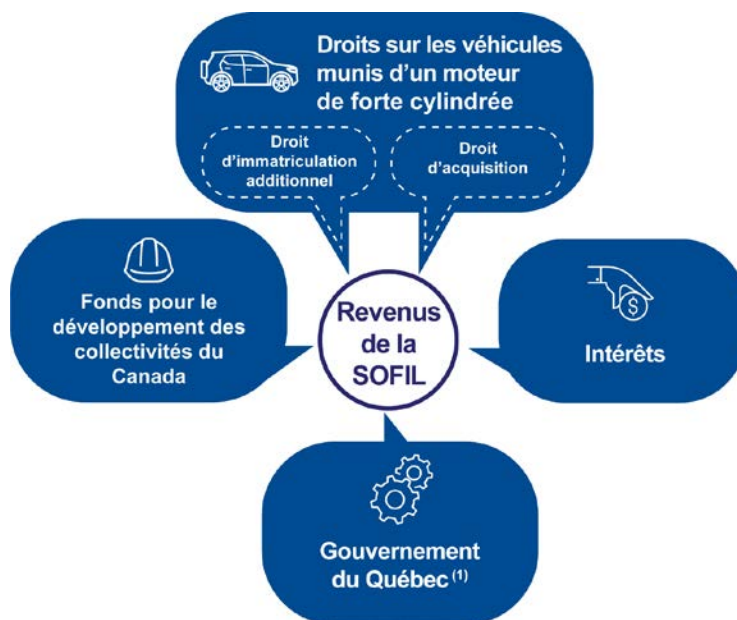 Droits sur les véhicules
munis d'un moteur
de forte cylindrée
Droit
d'immatriculation
additionnel
Droit
d'acquisition
Fonds pour le
développement des
collectivités du
Canada
Revenus
de la
SOFIL
$
Intérêts
Gouvernement
du Québec (1)